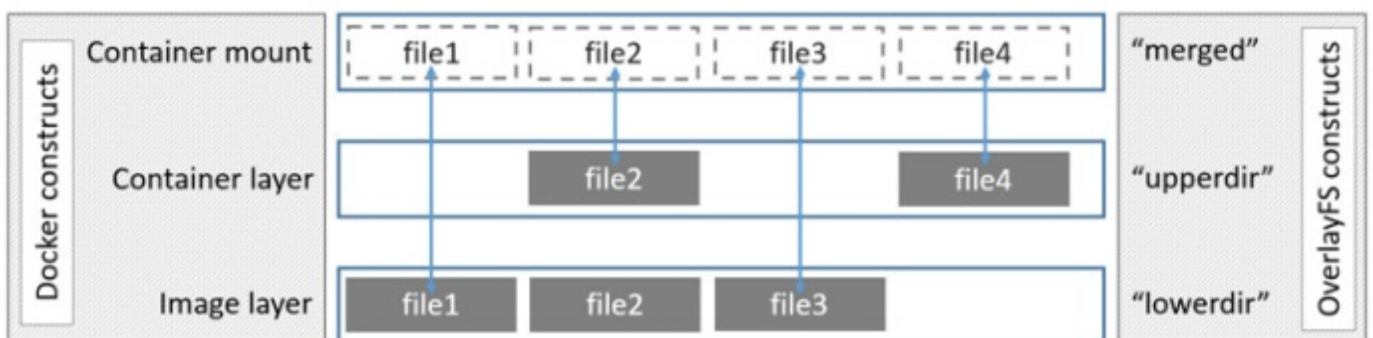 Docker constructs
Container mount
file1 file2 file3 file4
“merged”
Container layer
file2 file4
“upperdir”
Image layer
file1 file2 file3
“lowerdir”
OverlayFS constructs